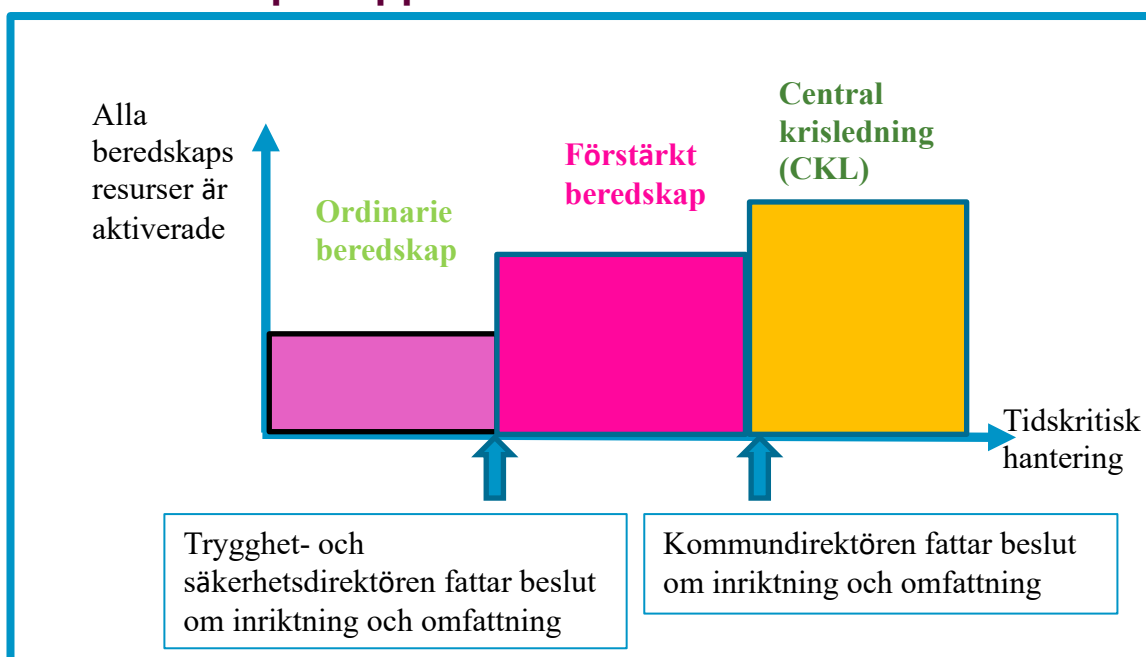 Alla
beredskaps
resurser är
aktiverade
Ordinarie
beredskap
Förstärkt
beredskap
Central
krisledning
(CKL)
Tidskritisk
hantering
Trygghet- och
säkerhetsdirektören fattar beslut
om inriktning och omfattning
Kommundirektören fattar beslut
om inriktning och omfattning